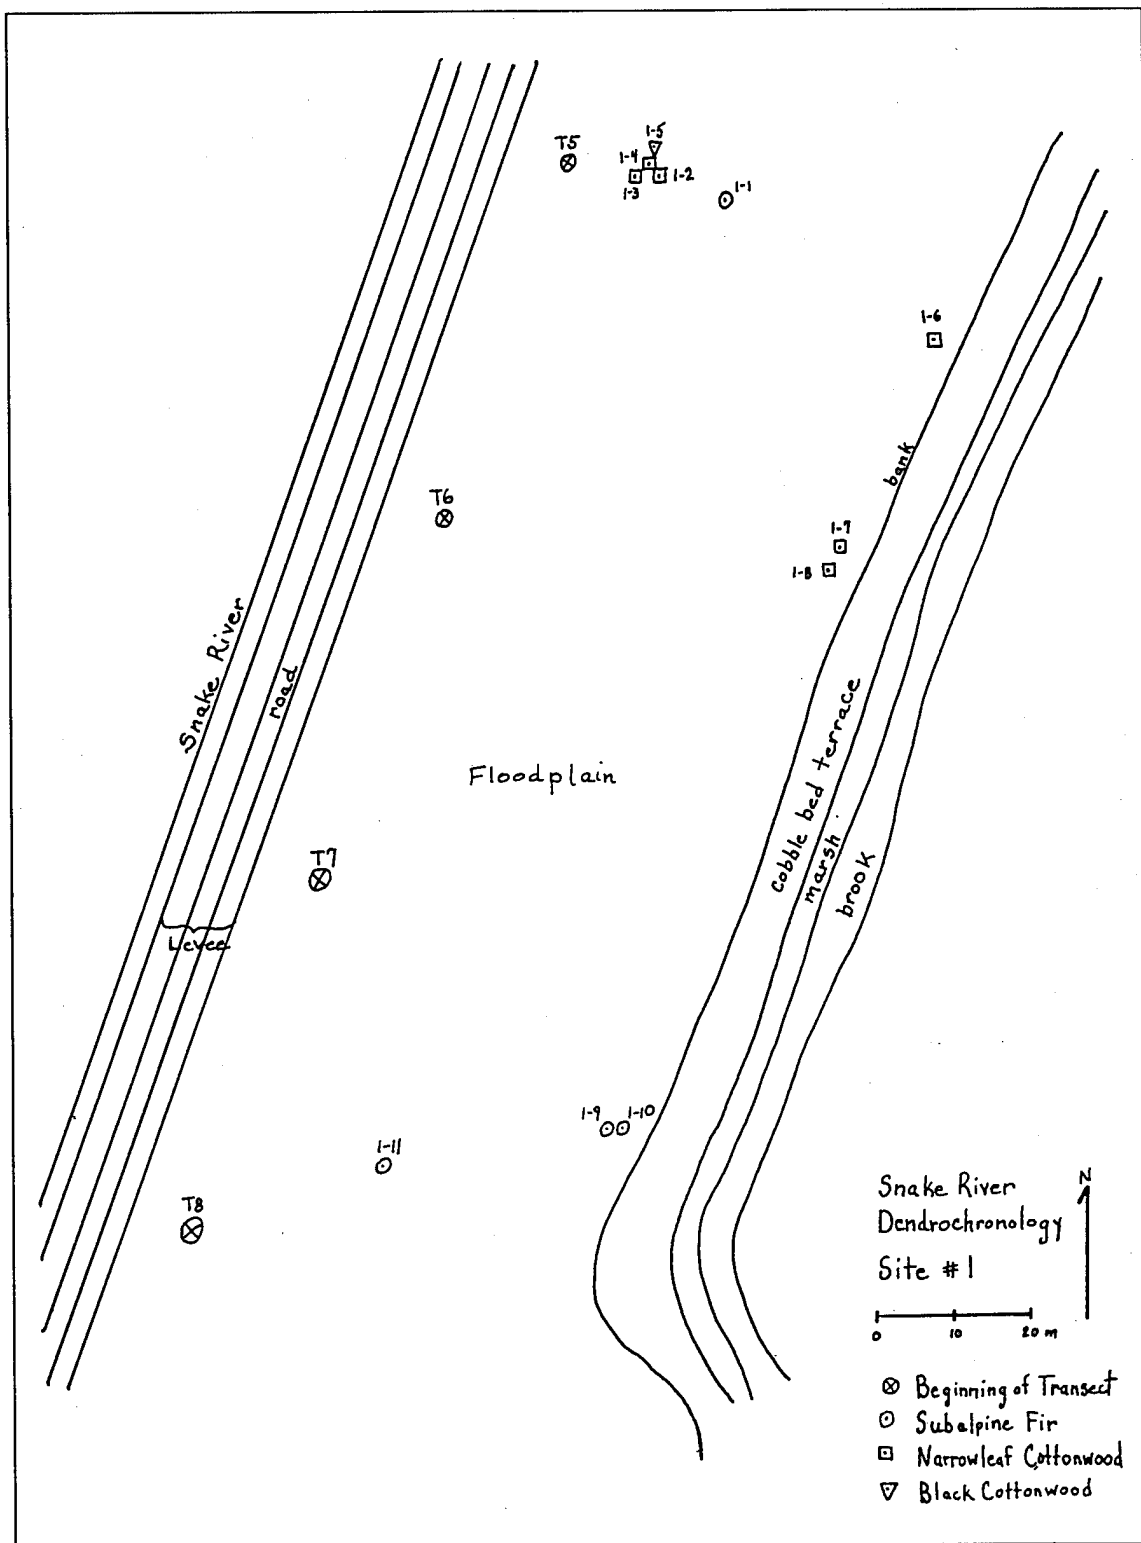 T5
1-5
1-4
1-3
1-2
1-1
1-6
bank
T6
1-7
1-8
Snake River
road
Floodplain
cobble bed terrace
marsh
brook
T7
Levee
1-9
1-10
1-11
T8
N
Snake River
Dendrochronology
Site #1
0 10 20 m
Beginning of Transect
Subalpine Fir
Narrowleaf Cottonwood
Black Cottonwood